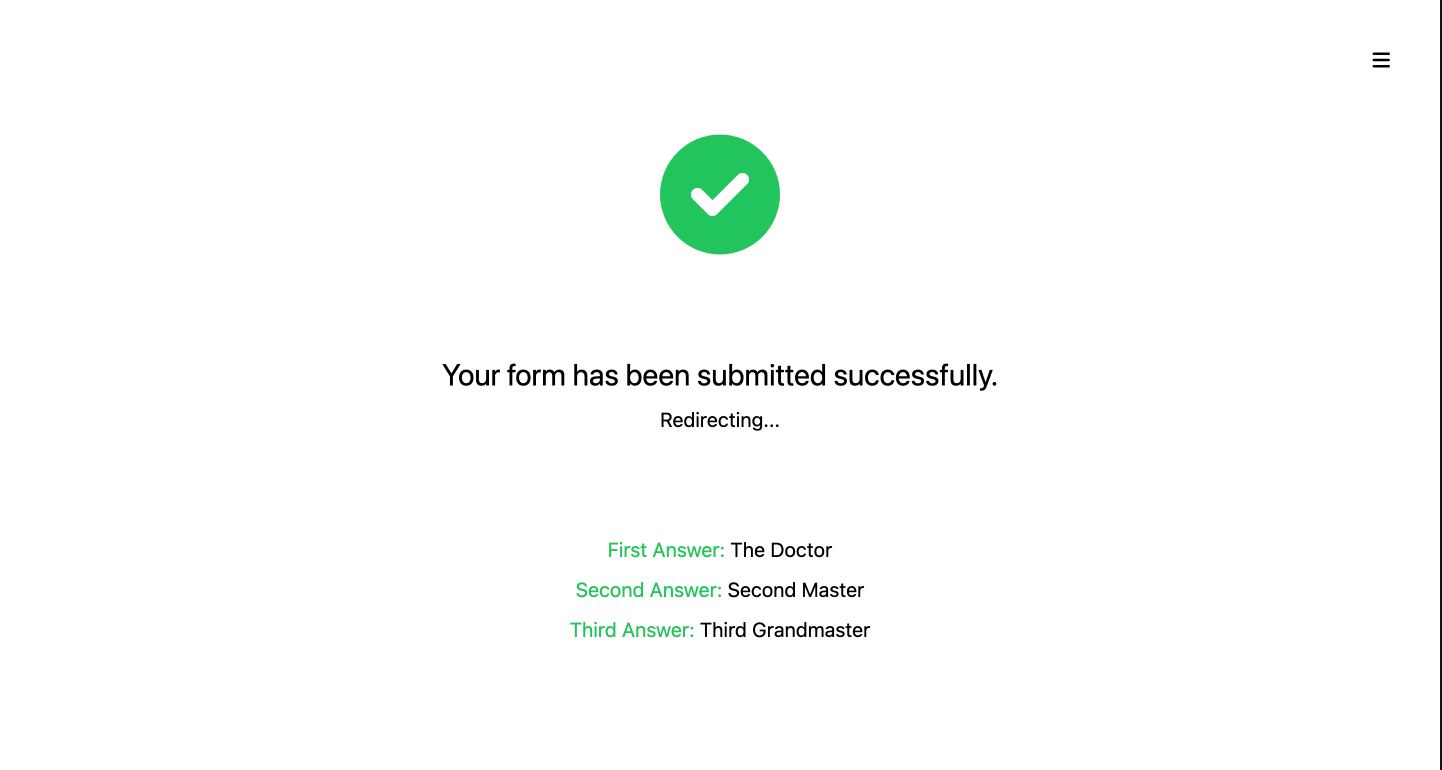 Your form has been submitted successfully.
Redirecting...
First Answer: The Doctor
Second Answer: Second Master
Third Answer: Third Grandmaster